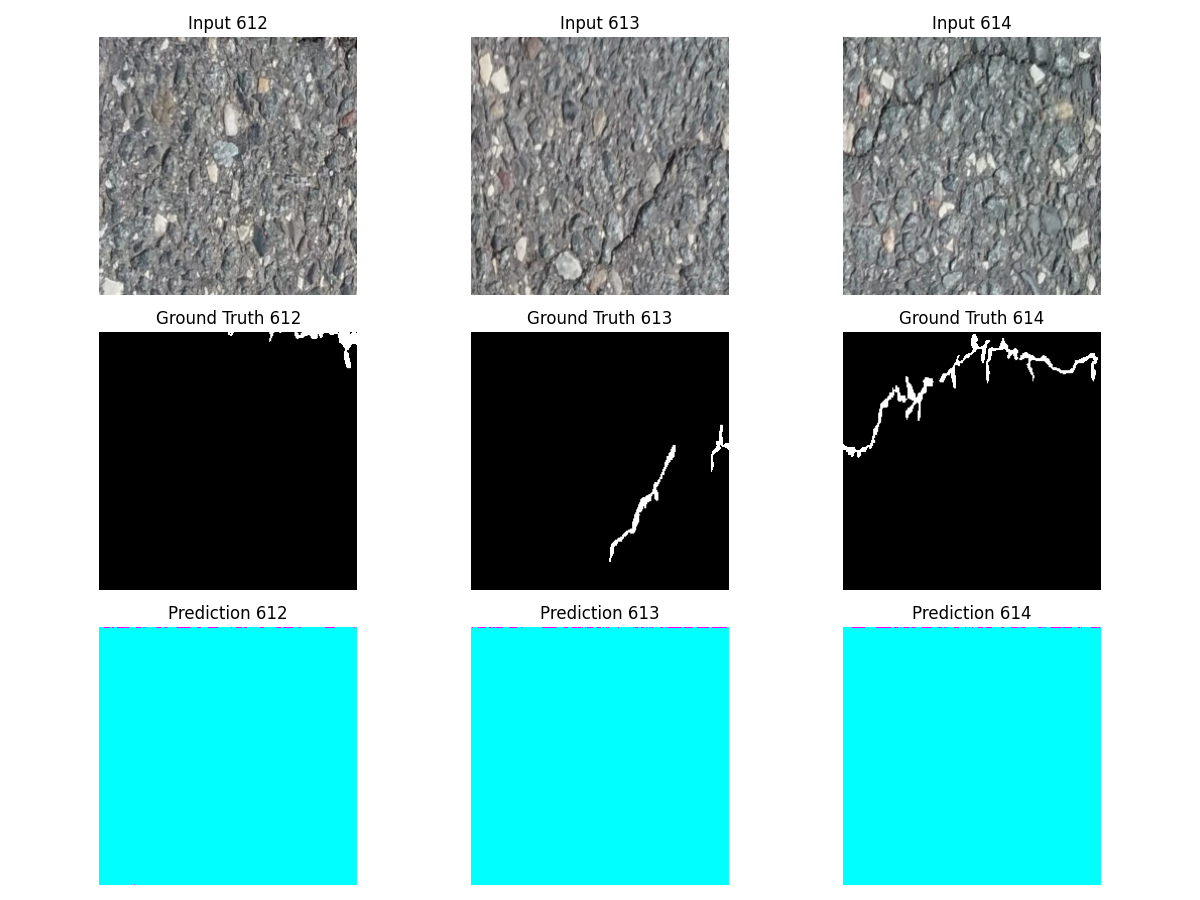 Input 612
Input 613
Input 614
Ground Truth 612
Ground Truth 613
Ground Truth 614
Prediction 612
Prediction 613
Prediction 614